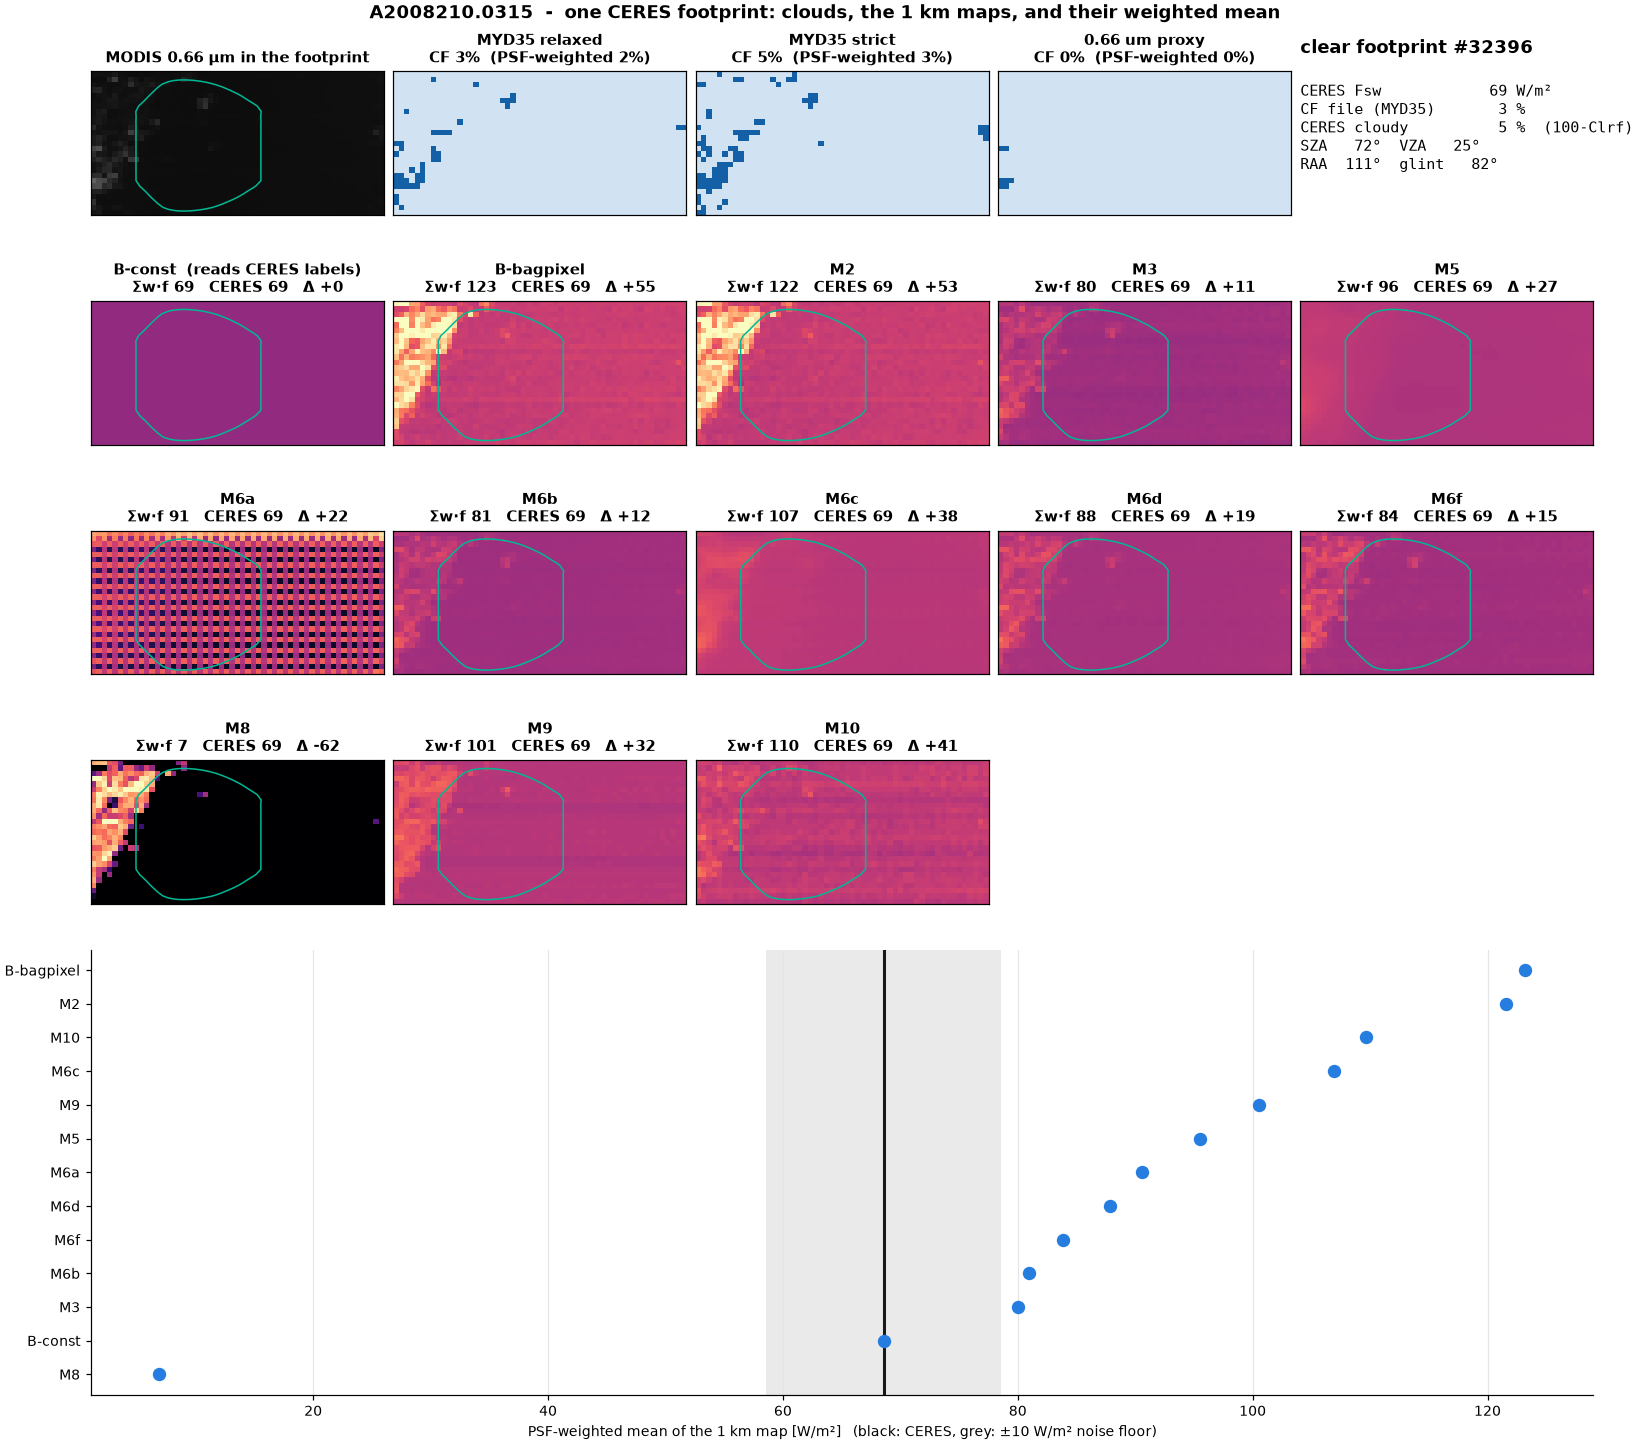 A2008210.0315  -  one CERES footprint: clouds, the 1 km maps, and their weighted mean
MODIS 0.66 µm in the footprint
MYD35 relaxed
CF 3%  (PSF-weighted 2%)
MYD35 strict
CF 5%  (PSF-weighted 3%)
0.66 um proxy
CF 0%  (PSF-weighted 0%)
clear footprint #32396
CERES Fsw 69 W/m²
CF file (MYD35) 3 %
CERES cloudy 5 %  (100-Clrf)
SZA 72°  VZA 25°
RAA 111°  glint 82°
B-const  (reads CERES labels)
Σw·f 69   CERES 69   Δ +0
B-bagpixel
Σw·f 123   CERES 69   Δ +55
M2
Σw·f 122   CERES 69   Δ +53
M3
Σw·f 80   CERES 69   Δ +11
M5
Σw·f 96   CERES 69   Δ +27
M6a
Σw·f 91   CERES 69   Δ +22
M6b
Σw·f 81   CERES 69   Δ +12
M6c
Σw·f 107   CERES 69   Δ +38
M6d
Σw·f 88   CERES 69   Δ +19
M6f
Σw·f 84   CERES 69   Δ +15
M8
Σw·f 7   CERES 69   Δ -62
M9
Σw·f 101   CERES 69   Δ +32
M10
Σw·f 110   CERES 69   Δ +41
B-bagpixel
M2
M10
M6c
M9
M5
M6a
M6d
M6f
M6b
M3
B-const
M8
20 40 60 80 100 120
PSF-weighted mean of the 1 km map [W/m²]   (black: CERES, grey: ±10 W/m² noise floor)